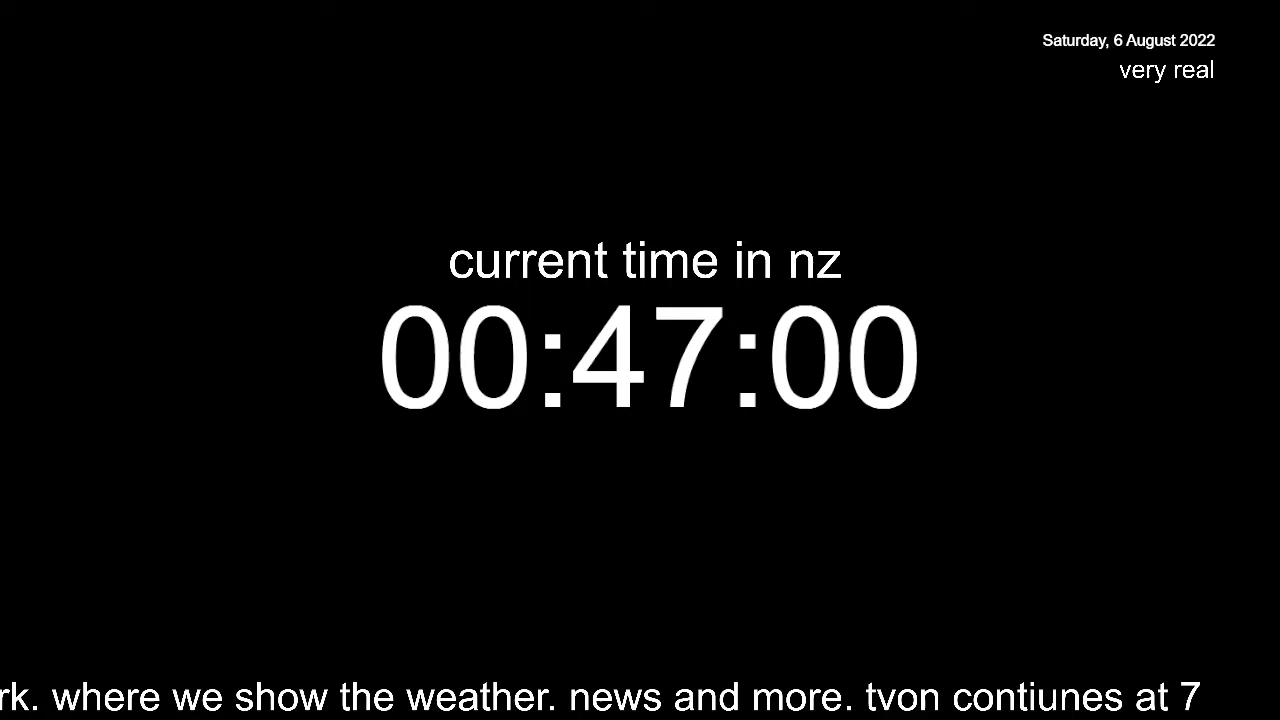 Saturday, 6 August 2022
very real
current time in nz
00:47:00
rk. where we show the weather. news and more. tvon contiunes at 7